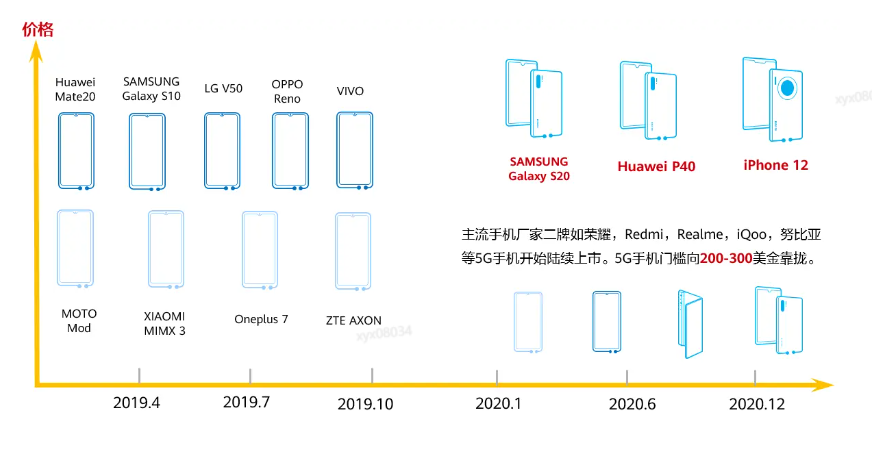 价格
Huawei
Mate20
SAMSUNG
Galaxy S10
LG V50
OPPO
Reno
VIVO
SAMSUNG
Galaxy S20
Huawei P40
iPhone 12
主流手机厂家二牌如荣耀，Redmi，Realme，iQoo，努比亚
等5G手机开始陆续上市。5G手机门槛向200-300美金靠拢。
MOTO
Mod
XIAOMI
MIMX 3
Oneplus 7
ZTE AXON
xyx08034
2019.4
2019.7
2019.10
2020.1
2020.6
2020.12